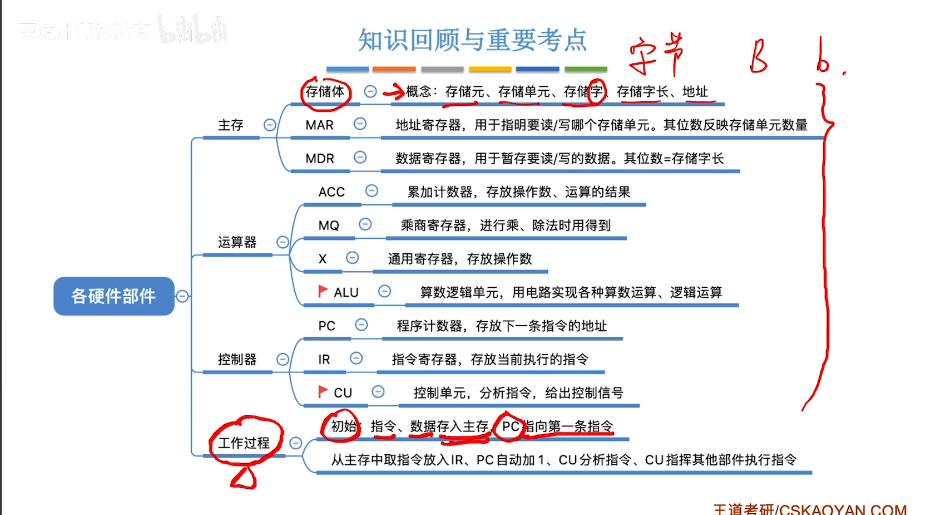 王道计算机教育 bilibili
知识回顾与重要考点
字节 B b.
存储体 概念：存储元、存储单元、存储字、存储字长、地址
主存
MAR 地址寄存器，用于指明要读/写哪个存储单元。其位数反映存储单元数量
MDR 数据寄存器，用于暂存要读/写的数据。其位数=存储字长
ACC 累加计数器，存放操作数、运算的结果
MQ 乘商寄存器，进行乘、除法时用得到
运算器
X 通用寄存器，存放操作数
ALU 算数逻辑单元，用电路实现各种算数运算、逻辑运算
各硬件部件
PC 程序计数器，存放下一条指令的地址
控制器
IR 指令寄存器，存放当前执行的指令
CU 控制单元，分析指令，给出控制信号
初始：指令、数据存入主存，PC指向第一条指令
工作过程
从主存中取指令放入IR、PC自动加1、CU分析指令、CU指挥其他部件执行指令
王道考研/CSKAOYAN.COM